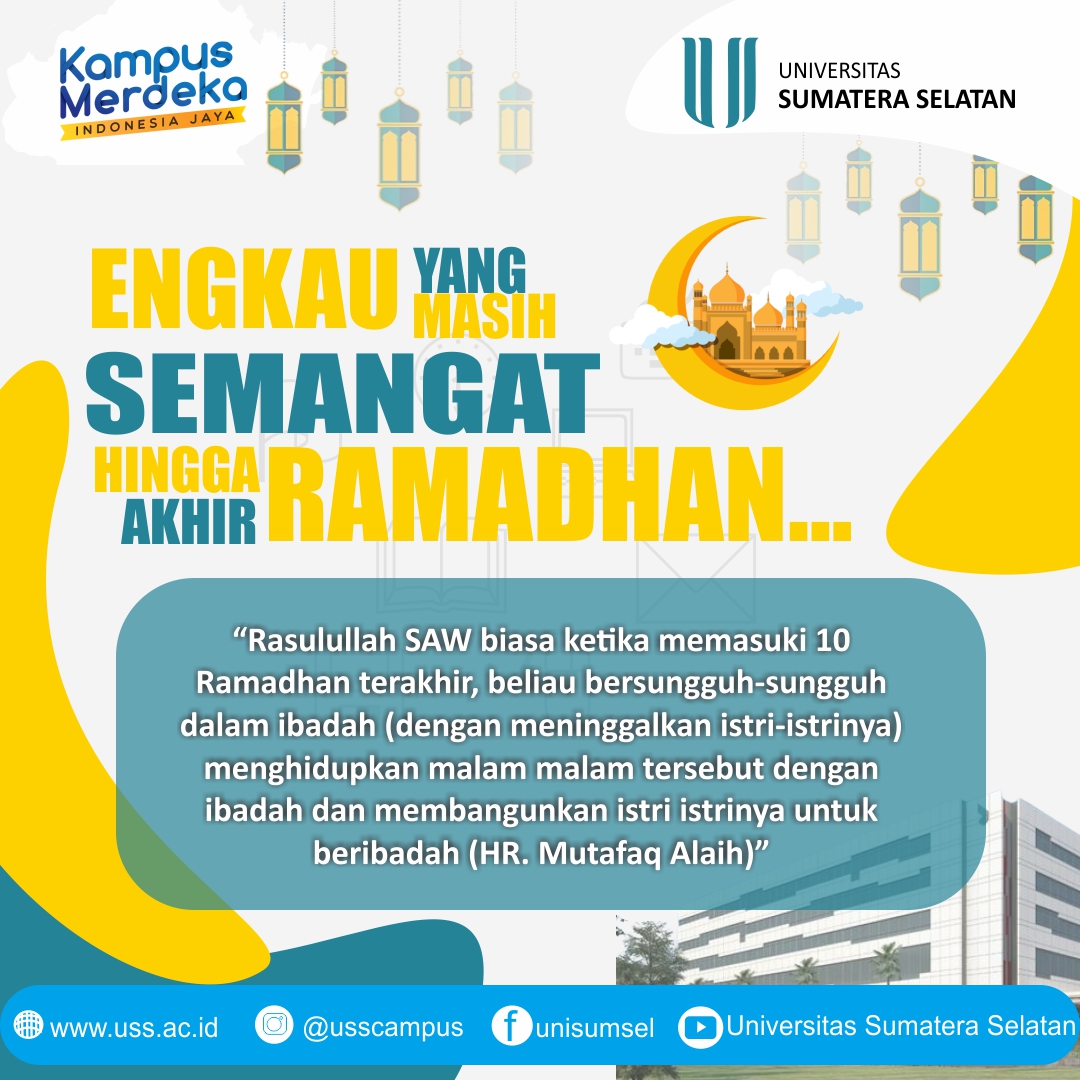 Kampus
Merdeka
INDONESIA JAYA
UNIVERSITAS
SUMATERA SELATAN
ENGKAU YANG
MASIH
SEMANGAT
HINGGA
AKHIR RAMADHAN...
“Rasulullah SAW biasa ketika memasuki 10
Ramadhan terakhir, beliau bersungguh-sungguh
dalam ibadah (dengan meninggalkan istri-istrinya)
menghidupkan malam malam tersebut dengan
ibadah dan membangunkan istri istrinya untuk
beribadah (HR. Mutafaq Alaih)”
www.uss.ac.id @usscampus unisumsel Universitas Sumatera Selatan